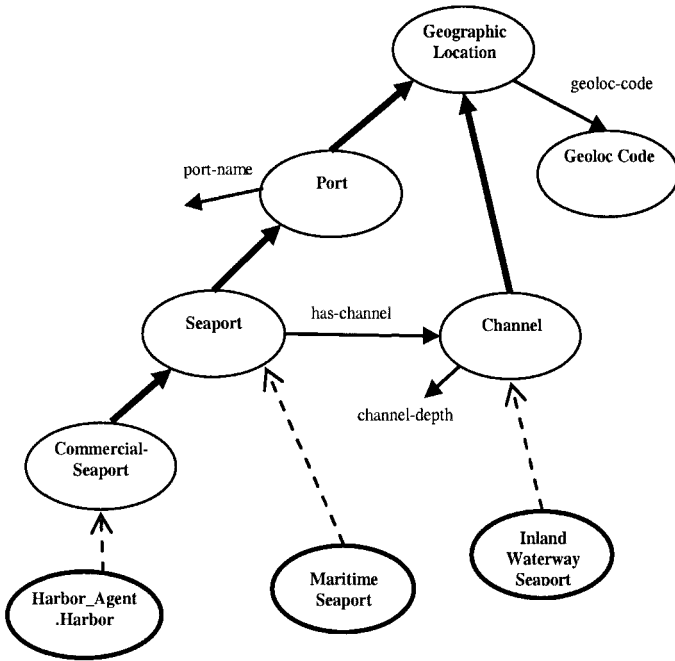 Geographic
Location
geoloc-code
Geoloc Code
port-name
Port
Seaport
has-channel
Channel
channel-depth
Commercial-
Seaport
Inland
Waterway
Seaport
Maritime
Seaport
Harbor_Agent
.Harbor